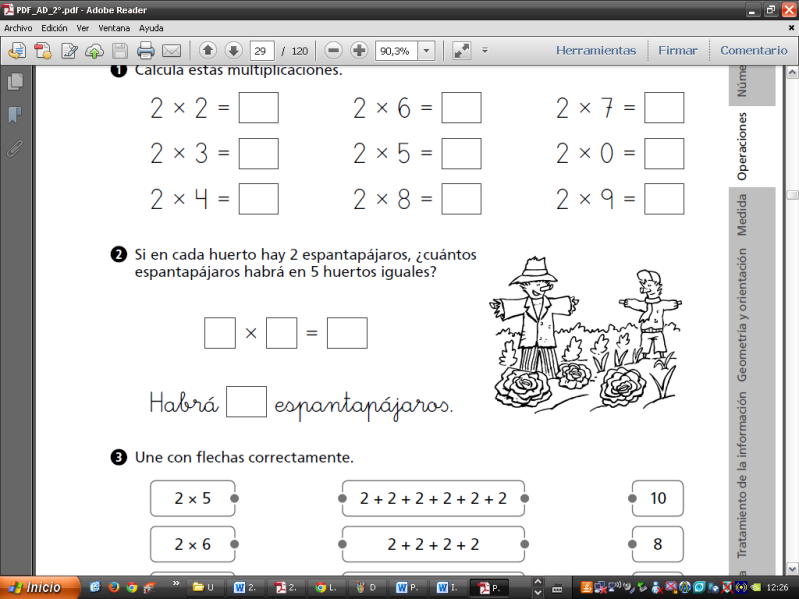 PDF_AD_2º.pdf - Adobe Reader
Archivo Edición Ver Ventana Ayuda
29 / 120 90,3% Herramientas Firmar Comentario
1 Calcula estas multiplicaciones.
2 × 2 = 2 × 6 = 2 × 7 =
2 × 3 = 2 × 5 = 2 × 0 =
2 × 4 = 2 × 8 = 2 × 9 =
2 Si en cada huerto hay 2 espantapájaros, ¿cuántos
espantapájaros habrá en 5 huertos iguales?
× =
Habrá espantapájaros.
3 Une con flechas correctamente.
2 × 5 2 + 2 + 2 + 2 + 2 + 2 10
2 × 6 2 + 2 + 2 + 2 8
Núme
Operaciones
Medida
Geometría y orientación
Tratamiento de la información
Inicio U 2. 2. L. D P. I. P. 12:26